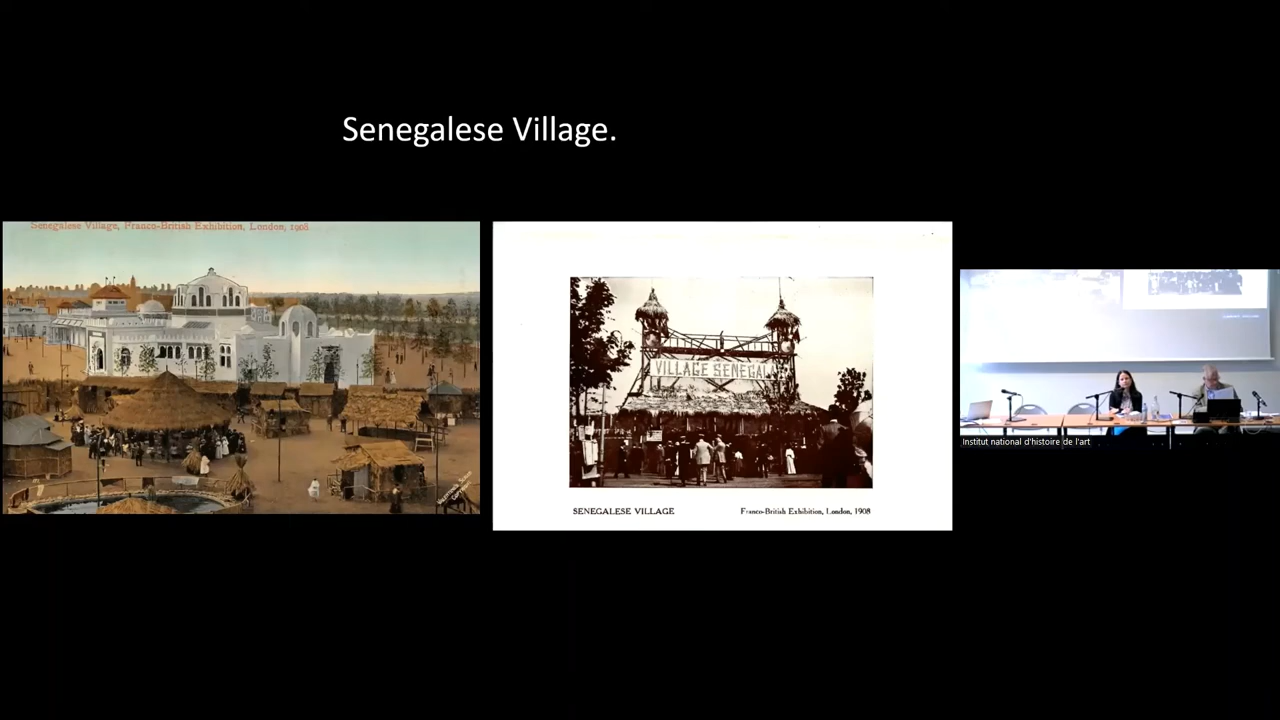 Senegalese Village.
Senegalese Village, Franco-British Exhibition, London, 1908
VILLAGE SENEGAL
SENEGALESE VILLAGE
Franco-British Exhibition, London, 1908
Institut national d'histoire de l'art